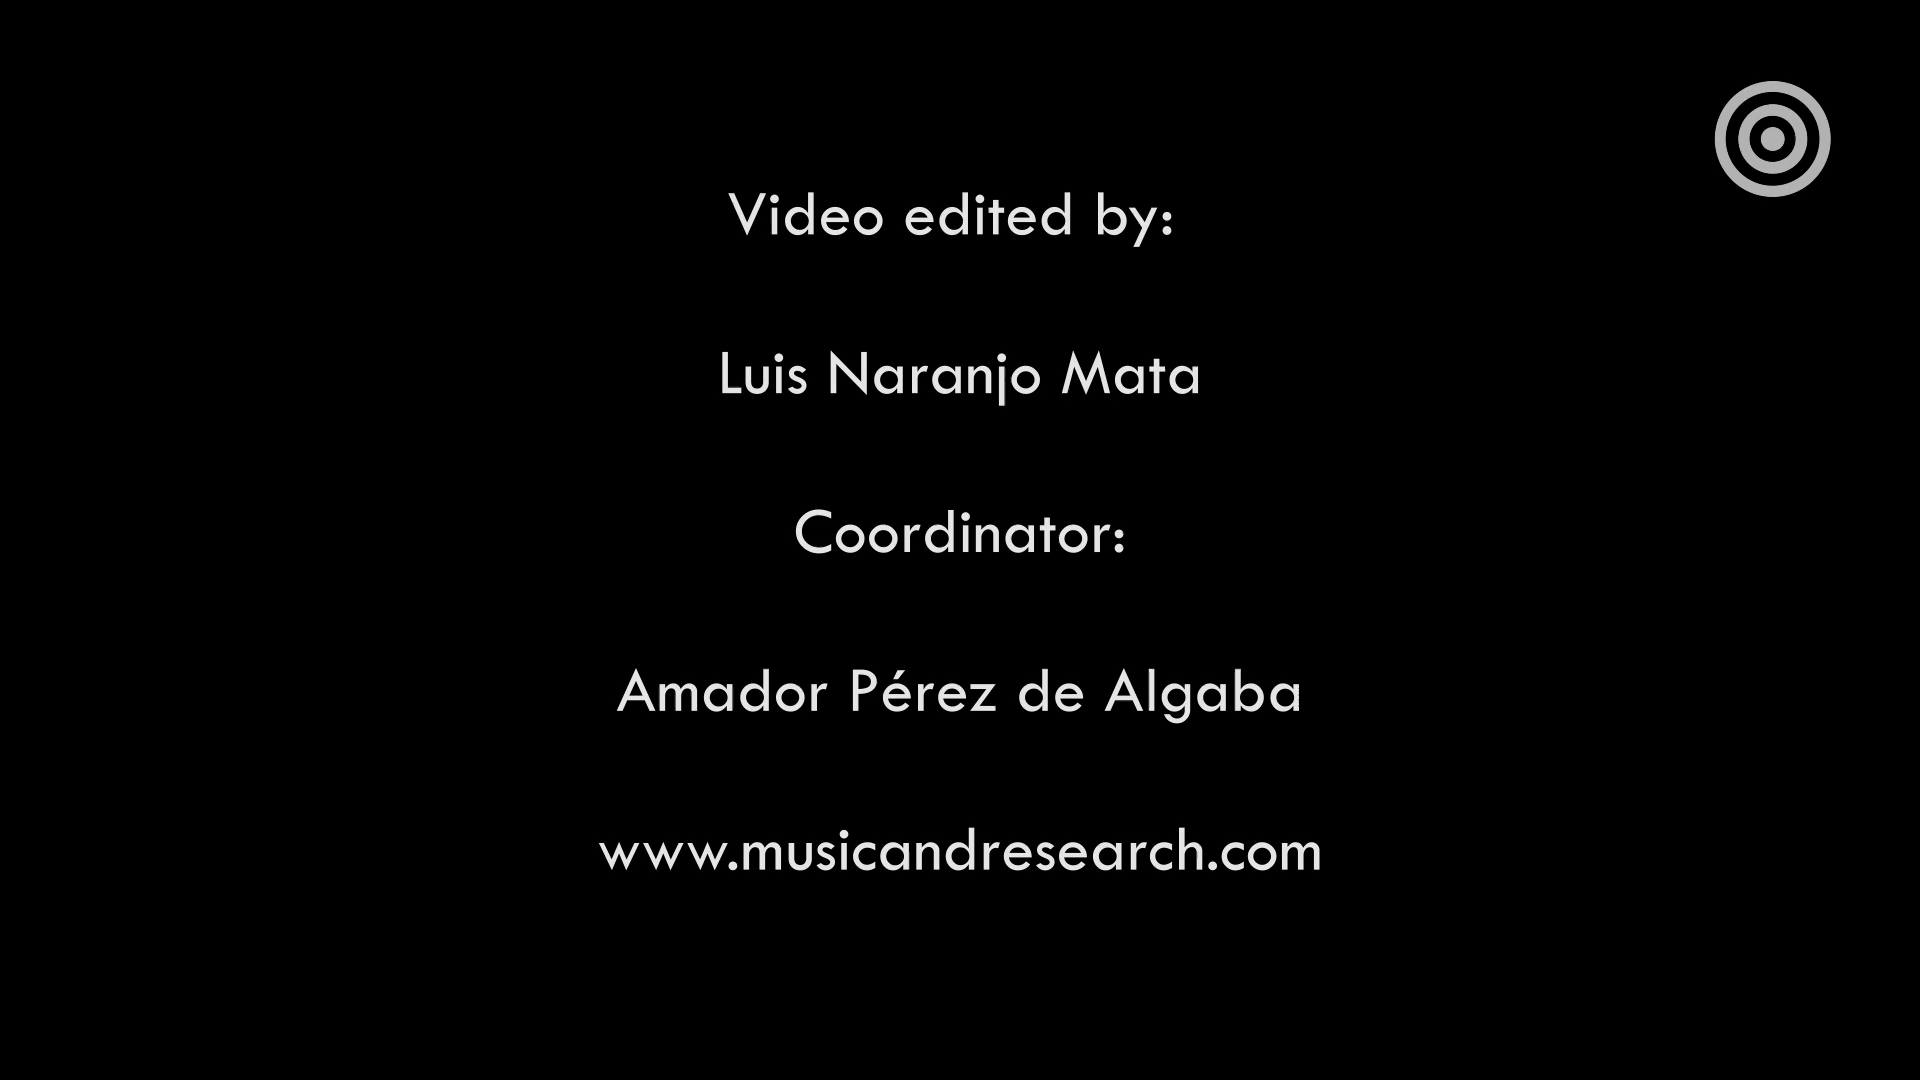 Video edited by:
Luis Naranjo Mata
Coordinator:
Amador Pérez de Algaba
www.musicandresearch.com